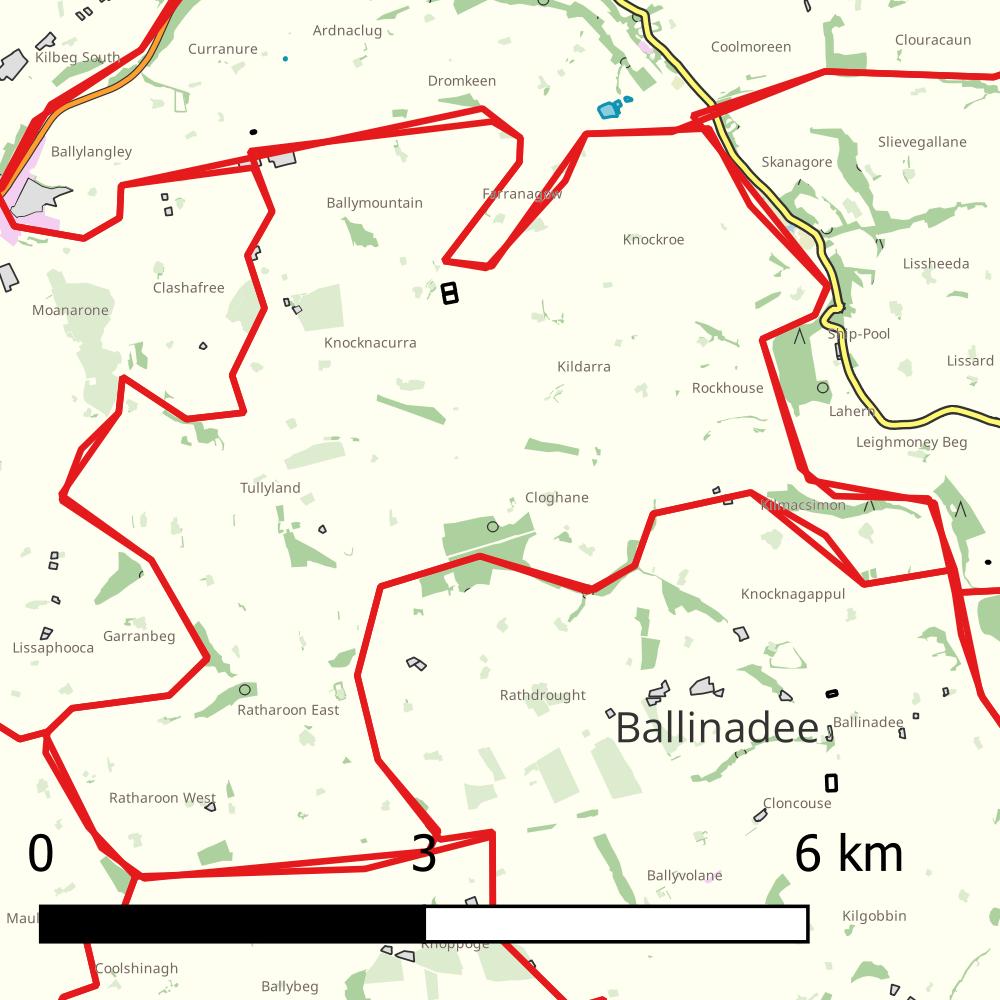 Ardnaclug
Clouracaun
Curranure
Coolmoreen
Kilbeg South
Dromkeen
Slievegallane
Ballylangley
Skanagore
Farranagow
Ballymountain
Knockroe
Lissheeda
Clashafree
Moanarone
Ship-Pool
Knocknacurra
Lissard
Kildarra
Rockhouse
Lahern
Leighmoney Beg
Tullyland
Cloghane
Kilmacsimon
Knocknagappul
Garranbeg
Lissaphooca
Rathdrought
Ratharoon East
Ballinadee
Ballinadee
Ratharoon West
Cloncouse
0 3 6 km
Ballyvolane
Kilgobbin
Maul
Knoppoge
Coolshinagh
Ballybeg